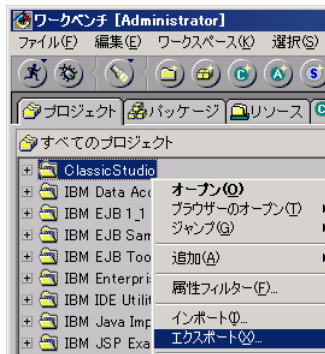 ワークベンチ [Administrator]
ファイル(F) 編集(E) ワークスペース(K) 選択(S)
プロジェクト パッケージ リソース
すべてのプロジェクト
ClassicStudio
IBM Data Acc
IBM EJB 1_1
IBM EJB Sam
IBM EJB Too
IBM Enterpri
IBM IDE Utilit
IBM Java Imp
IBM JSP Exa
オープン(O)
ブラウザーのオープン(T)
ジャンプ(G)
追加(A)
属性フィルター(F)...
インポート(I)...
エクスポート(X)...